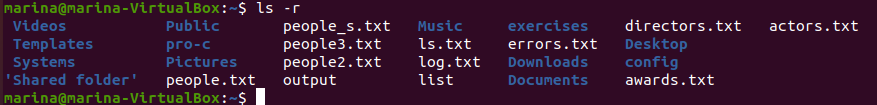 marina@marina-VirtualBox:~$ ls -r
Videos Public people_s.txt Music exercises directors.txt actors.txt
Templates pro-c people3.txt ls.txt errors.txt Desktop
Systems Pictures people2.txt log.txt Downloads config
'Shared folder' people.txt output list Documents awards.txt
marina@marina-VirtualBox:~$